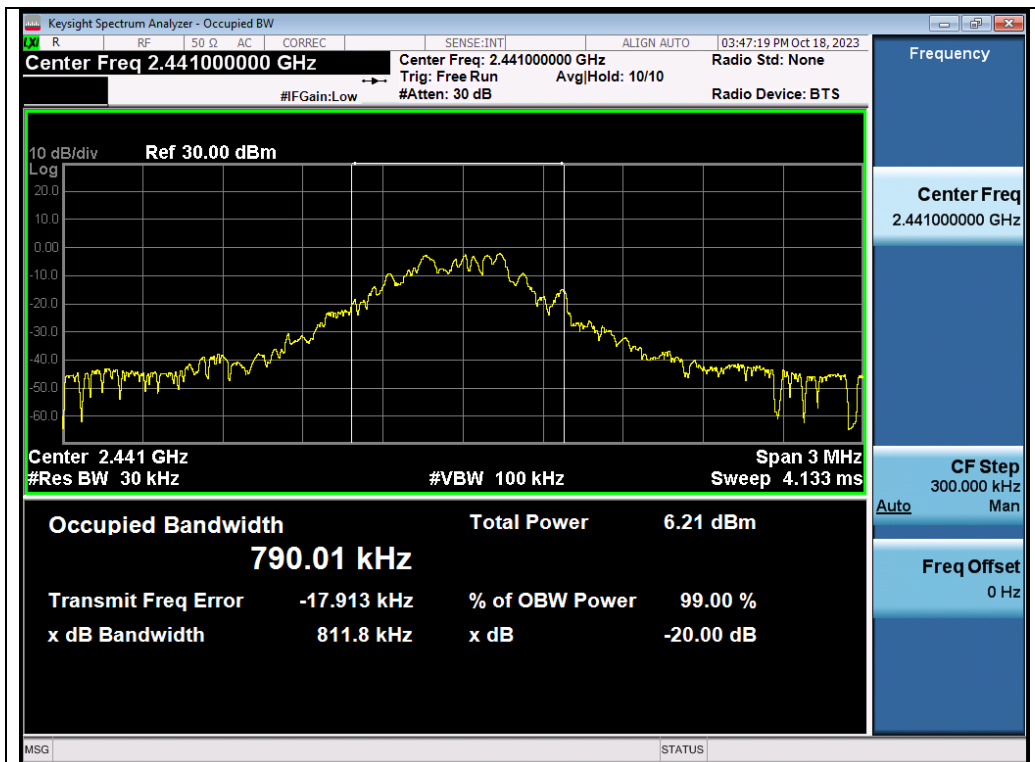 Keysight Spectrum Analyzer - Occupied BW
LXI R RF 50 Ω AC CORREC SENSE:INT ALIGN AUTO 03:47:19 PM Oct 18, 2023
Center Freq 2.441000000 GHz
Center Freq: 2.441000000 GHz Radio Std: None
Trig: Free Run Avg|Hold: 10/10
#IFGain:Low #Atten: 30 dB Radio Device: BTS
10 dB/div Ref 30.00 dBm
Log
20.0
10.0
0.00
-10.0
-20.0
-30.0
-40.0
-50.0
-60.0
Center 2.441 GHz Span 3 MHz
#Res BW 30 kHz #VBW 100 kHz Sweep 4.133 ms
Occupied Bandwidth Total Power 6.21 dBm
790.01 kHz
Transmit Freq Error -17.913 kHz % of OBW Power 99.00 %
x dB Bandwidth 811.8 kHz x dB -20.00 dB
Frequency
Center Freq
2.441000000 GHz
CF Step
300.000 kHz
Auto Man
Freq Offset
0 Hz
MSG STATUS